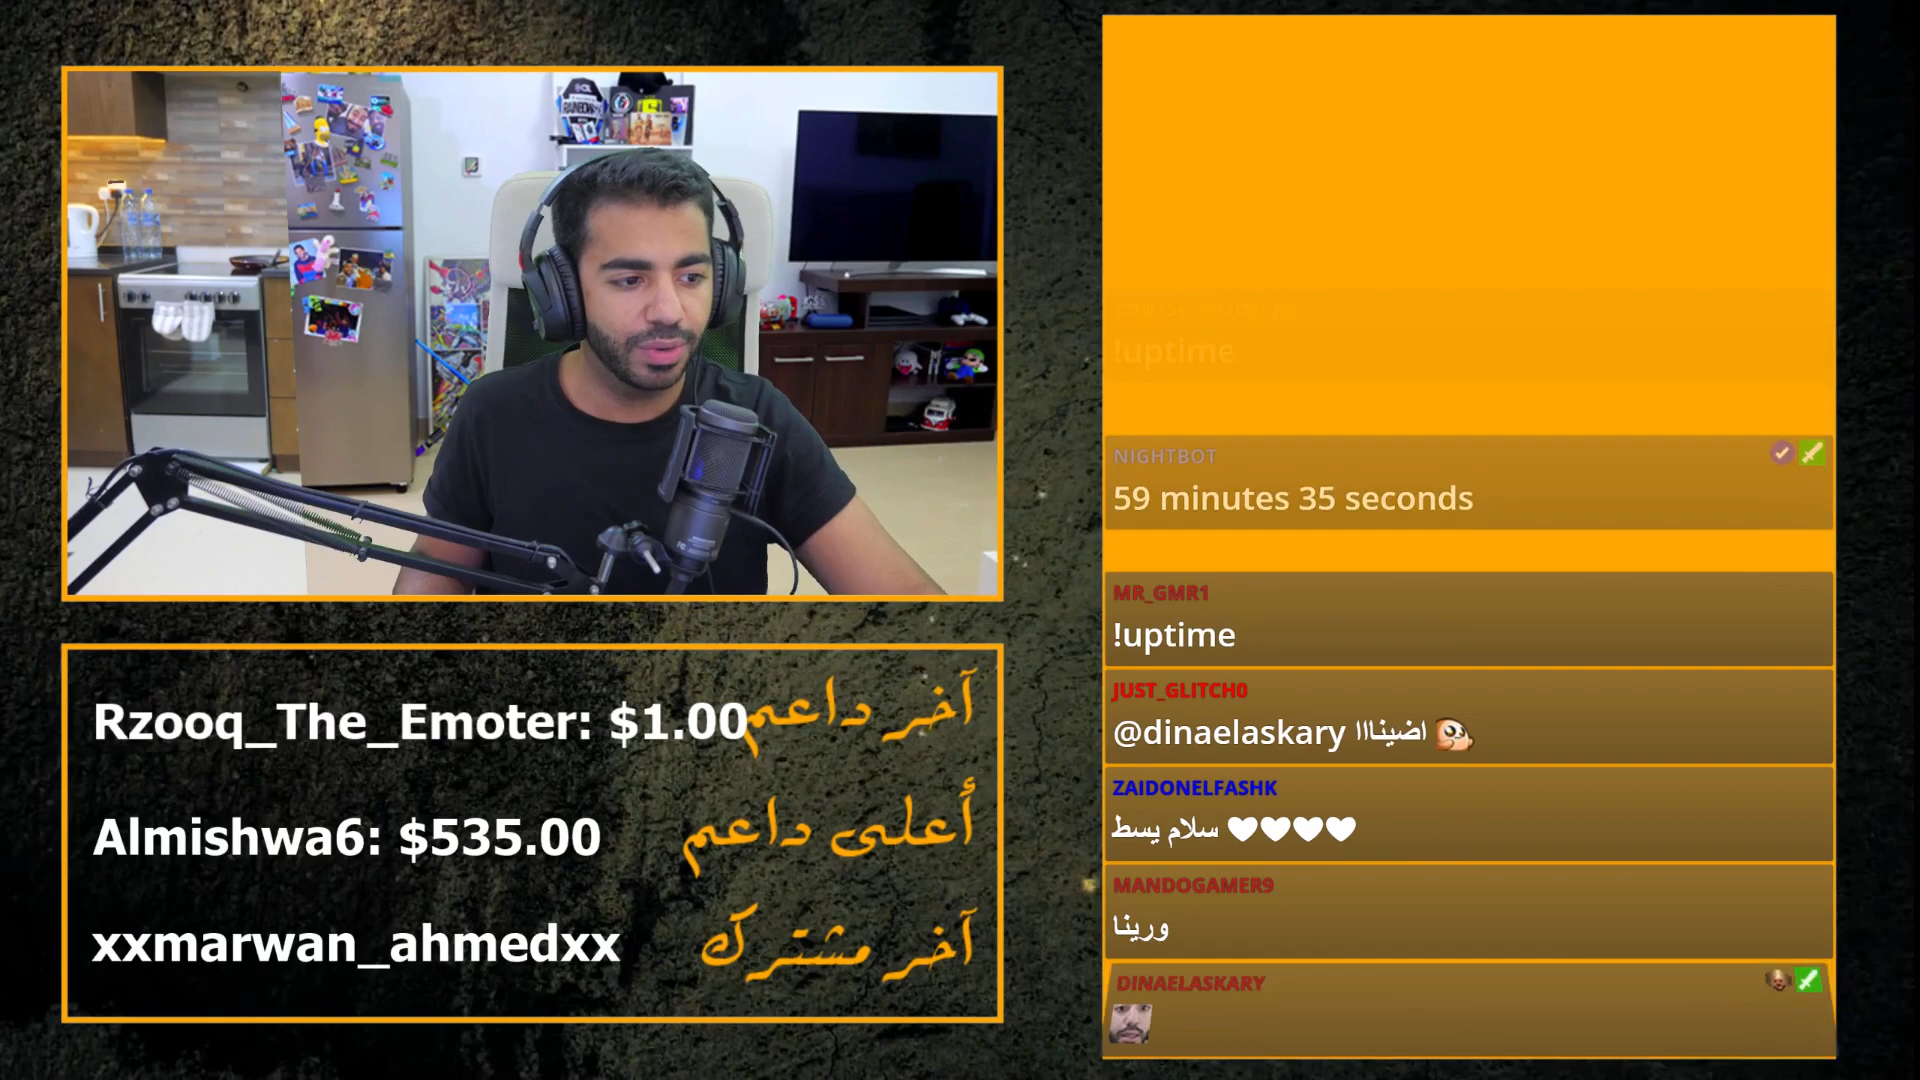 RAINBOW
Rzooq_The_Emoter: $1.00
آخر داعم
Almishwa6: $535.00
أعلى داعم
xxmarwan_ahmedxx
آخر مشترك
!uptime
NIGHTBOT
59 minutes 35 seconds
MR_GMR1
!uptime
JUST_GLITCH0
@dinaelaskary اضيناااا
ZAIDONELFASHK
سلام يسط
MANDOGAMER9
ورينا
DINAELASKARY